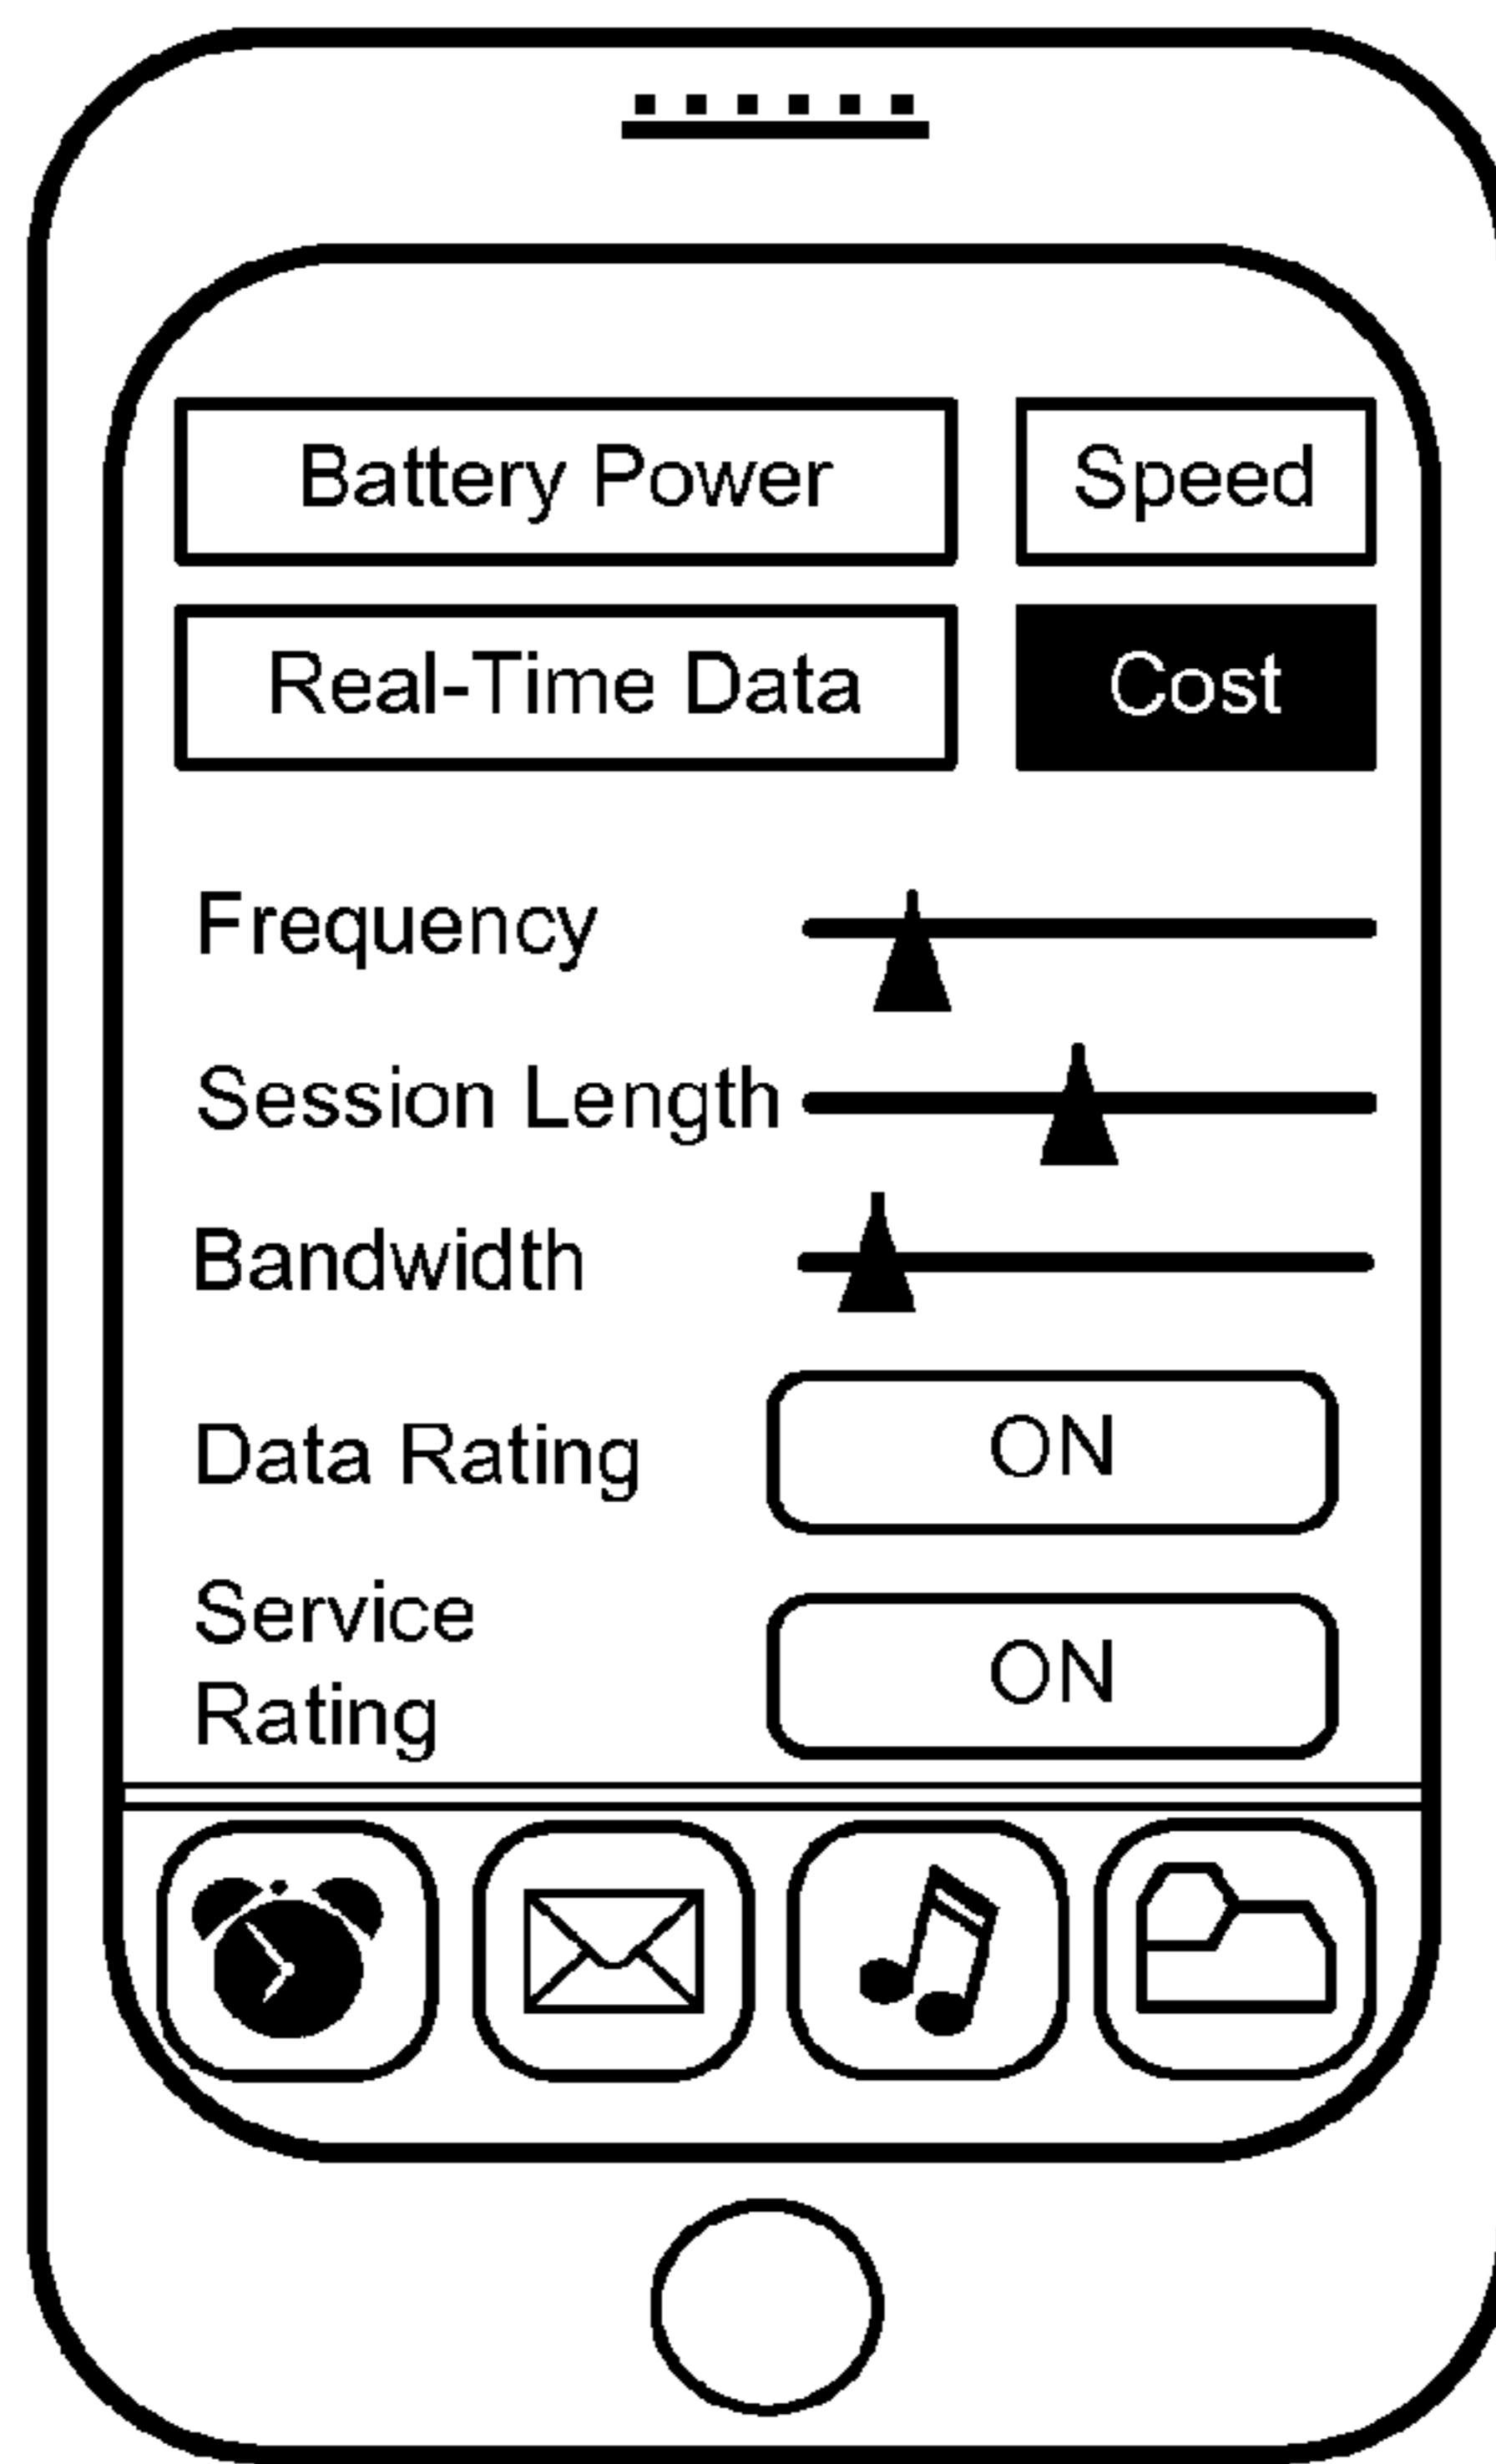 Battery Power
Speed
Real-Time Data
Cost
Frequency
Session Length
Bandwidth
Data Rating
ON
Service
Rating
ON